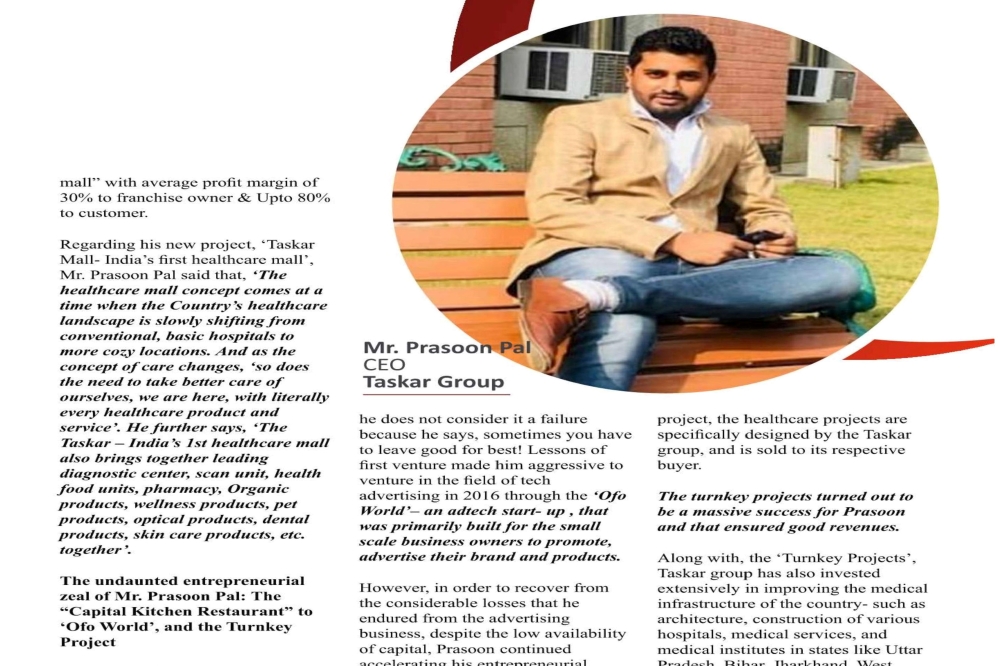 mall” with average profit margin of
30% to franchise owner & Upto 80%
to customer.
Regarding his new project, ‘Taskar
Mall- India’s first healthcare mall’,
Mr. Prasoon Pal said that, ‘The
healthcare mall concept comes at a
time when the Country’s healthcare
landscape is slowly shifting from
conventional, basic hospitals to
more cozy locations. And as the
concept of care changes, ‘so does
the need to take better care of
ourselves, we are here, with literally
every healthcare product and
service’. He further says, ‘The
Taskar – India’s 1st healthcare mall
also brings together leading
diagnostic center, scan unit, health
food units, pharmacy, Organic
products, wellness products, pet
products, optical products, dental
products, skin care products, etc.
together’.
The undaunted entrepreneurial
zeal of Mr. Prasoon Pal: The
“Capital Kitchen Restaurant” to
‘Ofo World’, and the Turnkey
Project
Mr. Prasoon Pal
CEO
Taskar Group
he does not consider it a failure
because he says, sometimes you have
to leave good for best! Lessons of
first venture made him aggressive to
venture in the field of tech
advertising in 2016 through the ‘Ofo
World’– an adtech start- up , that
was primarily built for the small
scale business owners to promote,
advertise their brand and products.
However, in order to recover from
the considerable losses that he
endured from the advertising
business, despite the low availability
of capital, Prasoon continued
accelerating his entrepreneurial
project, the healthcare projects are
specifically designed by the Taskar
group, and is sold to its respective
buyer.
The turnkey projects turned out to
be a massive success for Prasoon
and that ensured good revenues.
Along with, the ‘Turnkey Projects’,
Taskar group has also invested
extensively in improving the medical
infrastructure of the country- such as
architecture, construction of various
hospitals, medical services, and
medical institutes in states like Uttar
Pradesh, Bihar, Jharkhand, West